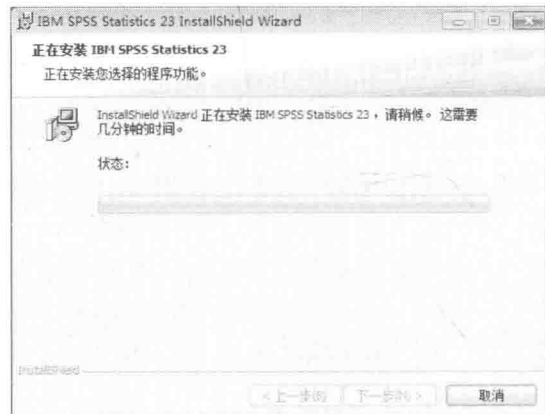 IBM SPSS Statistics 23 InstallShield Wizard
正在安装 IBM SPSS Statistics 23
正在安装您选择的程序功能。
InstallShield Wizard 正在安装 IBM SPSS Statistics 23，请稍候。 这需要
几分钟的时间。
状态：
InstallShield
<上一步(B) 下一步(N)> 取消